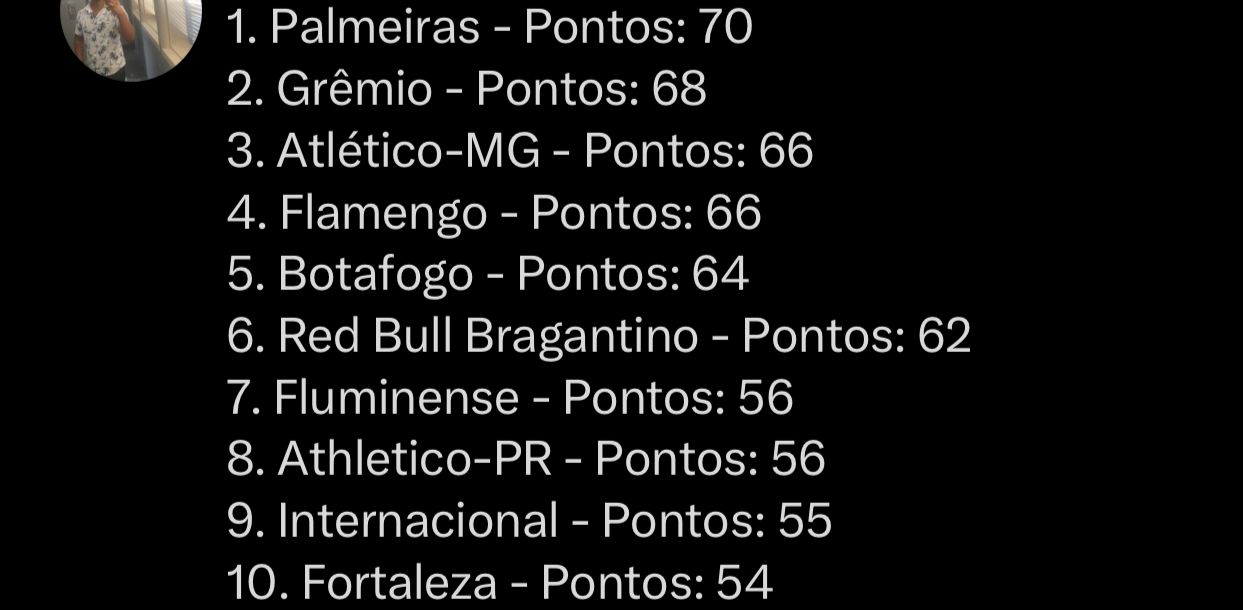 1. Palmeiras - Pontos: 70
2. Grêmio - Pontos: 68
3. Atlético-MG - Pontos: 66
4. Flamengo - Pontos: 66
5. Botafogo - Pontos: 64
6. Red Bull Bragantino - Pontos: 62
7. Fluminense - Pontos: 56
8. Athletico-PR - Pontos: 56
9. Internacional - Pontos: 55
10. Fortaleza - Pontos: 54